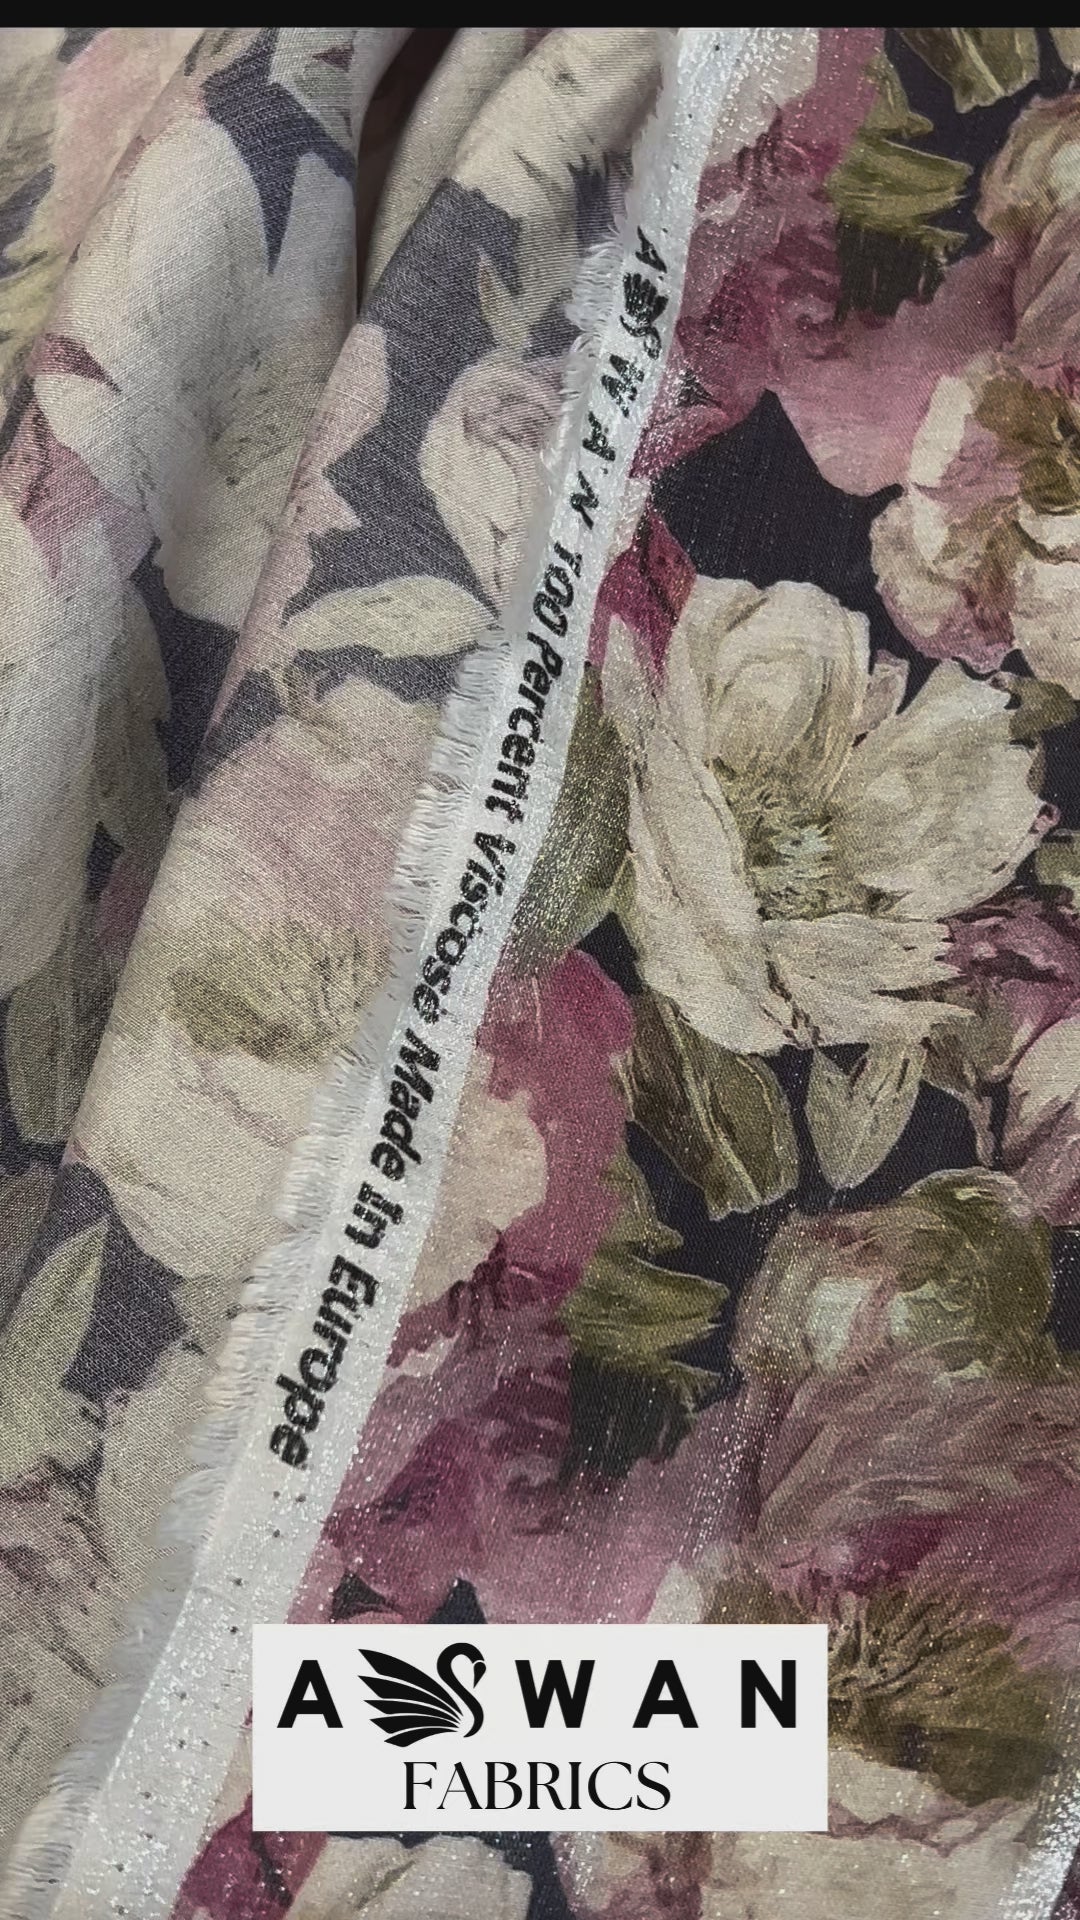 ASWAN 100 Percent Viscose Made In Europe
ASWAN
FABRICS